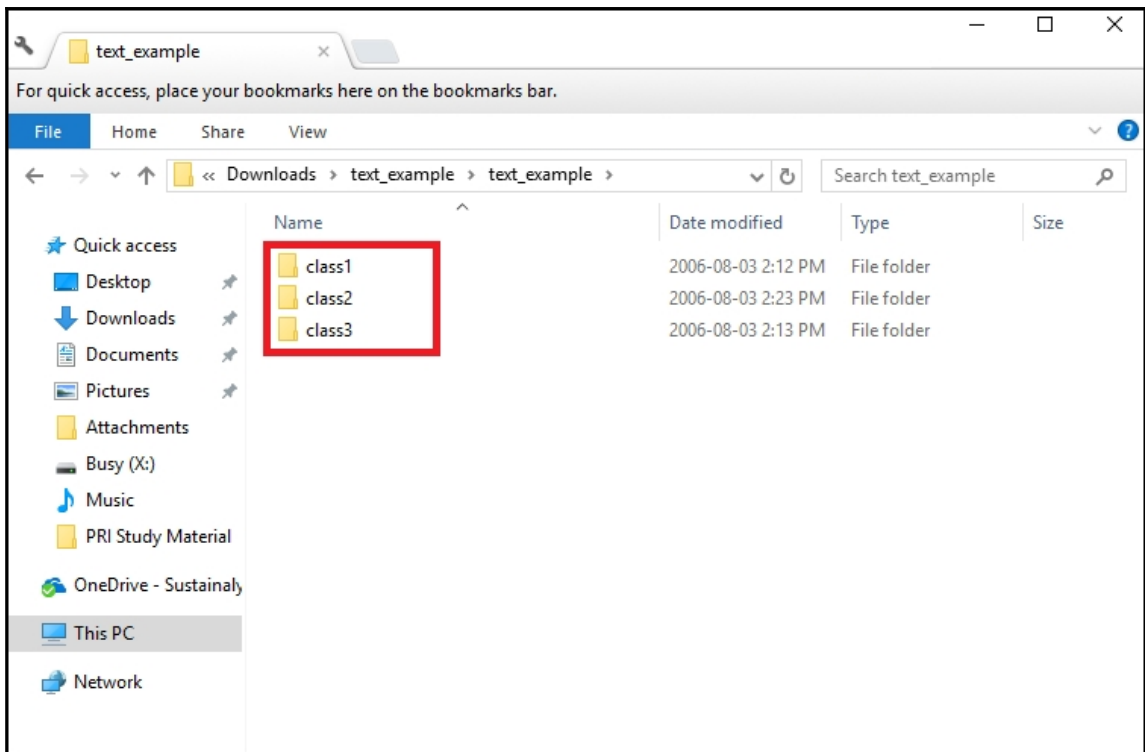 text_example
For quick access, place your bookmarks here on the bookmarks bar.
File Home Share View
« Downloads › text_example › text_example › Search text_example
Name Date modified Type Size
Quick access
Desktop
Downloads
Documents
Pictures
Attachments
Busy (X:)
Music
PRI Study Material
OneDrive - Sustainaly
This PC
Network
class1 2006-08-03 2:12 PM File folder
class2 2006-08-03 2:23 PM File folder
class3 2006-08-03 2:13 PM File folder